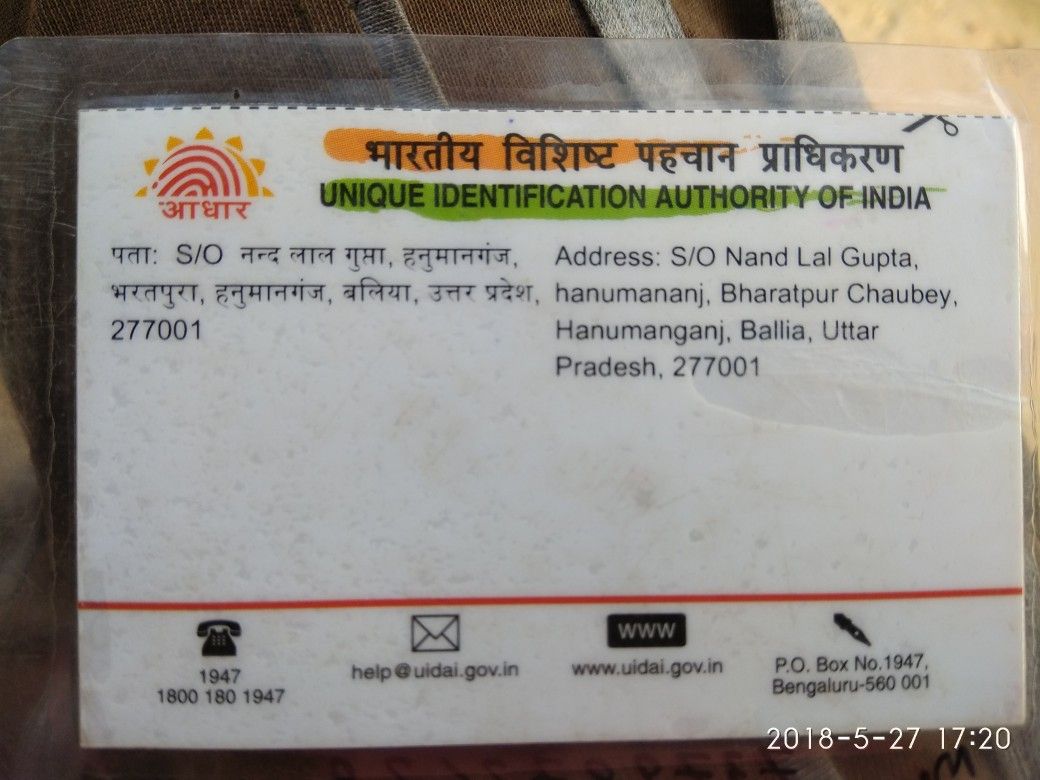 भारतीय विशिष्ट पहचान प्राधिकरण
UNIQUE IDENTIFICATION AUTHORITY OF INDIA
आधार
पता: S/O नन्द लाल गुप्ता, हनुमानगंज,
भरतपुरा, हनुमानगंज, बलिया, उत्तर प्रदेश,
277001
Address: S/O Nand Lal Gupta,
hanumananj, Bharatpur Chaubey,
Hanumanganj, Ballia, Uttar
Pradesh, 277001
1947
1800 180 1947
help@uidai.gov.in
www
www.uidai.gov.in
P.O. Box No.1947,
Bengaluru-560 001
2018-5-27 17:20